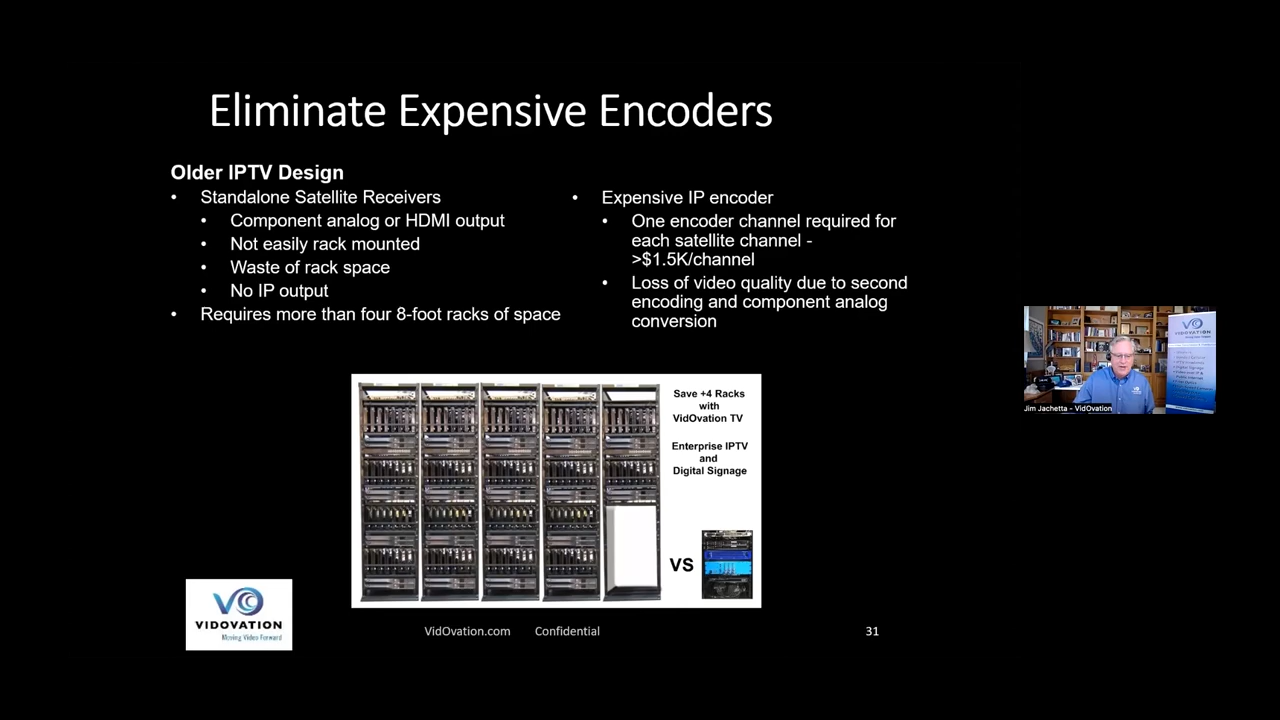 Eliminate Expensive Encoders
Older IPTV Design
• Standalone Satellite Receivers
• Component analog or HDMI output
• Not easily rack mounted
• Waste of rack space
• No IP output
• Requires more than four 8-foot racks of space
• Expensive IP encoder
• One encoder channel required for
each satellite channel -
>$1.5K/channel
• Loss of video quality due to second
encoding and component analog
conversion
Save +4 Racks
with
VidOvation TV
Enterprise IPTV
and
Digital Signage
VS
VIDOVATION
Moving Video Forward
VidOvation.com Confidential
31
VIDOVATION
Jim Jachetta - VidOvation